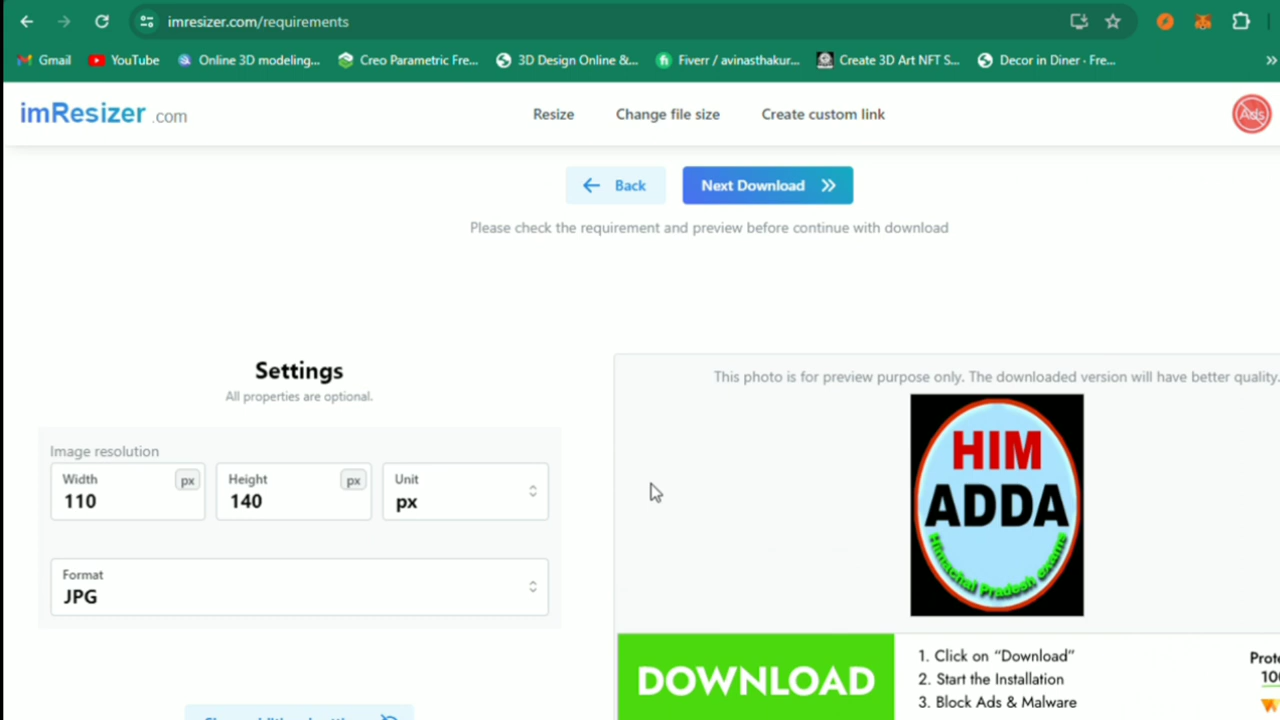 imresizer.com/requirements
Gmail
YouTube
Online 3D modeling...
Creo Parametric Fre...
3D Design Online &...
Fiverr / avinasthakur...
Create 3D Art NFT S...
Decor in Diner · Fre...
»
imResizer .com
Resize
Change file size
Create custom link
Ads
Back
Next Download
Please check the requirement and preview before continue with download
Settings
All properties are optional.
This photo is for preview purpose only. The downloaded version will have better quality.
Image resolution
Width
px
110
Height
px
140
Unit
px
Format
JPG
HIM
ADDA
Himachal Pradesh exams
DOWNLOAD
1. Click on "Download"
2. Start the Installation
3. Block Ads & Malware